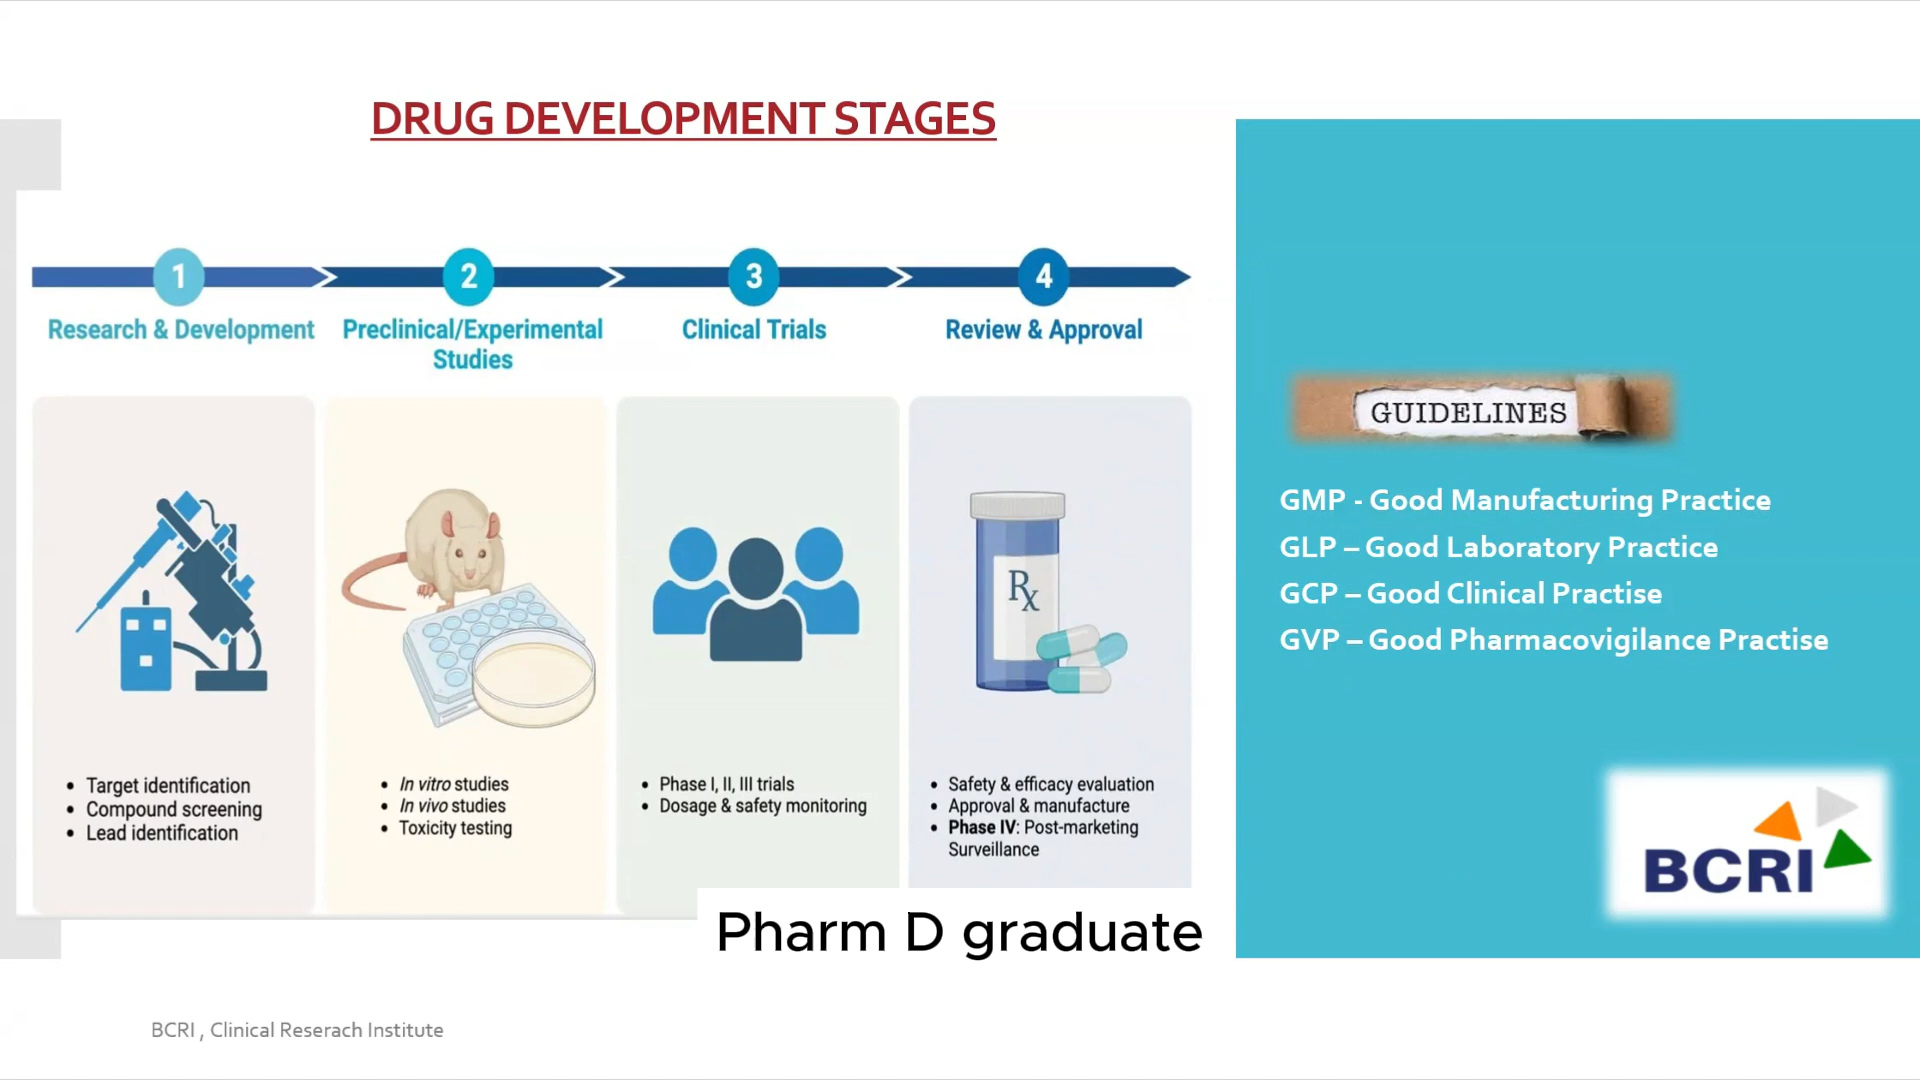 DRUG DEVELOPMENT STAGES
1
Research & Development
2
Preclinical/Experimental
Studies
3
Clinical Trials
4
Review & Approval
• Target identification
• Compound screening
• Lead identification
• In vitro studies
• In vivo studies
• Toxicity testing
• Phase I, II, III trials
• Dosage & safety monitoring
Rx
• Safety & efficacy evaluation
• Approval & manufacture
• Phase IV: Post-marketing
Surveillance
GUIDELINES
GMP - Good Manufacturing Practice
GLP – Good Laboratory Practice
GCP – Good Clinical Practise
GVP – Good Pharmacovigilance Practise
BCRI
Pharm D graduate
BCRI , Clinical Reserach Institute